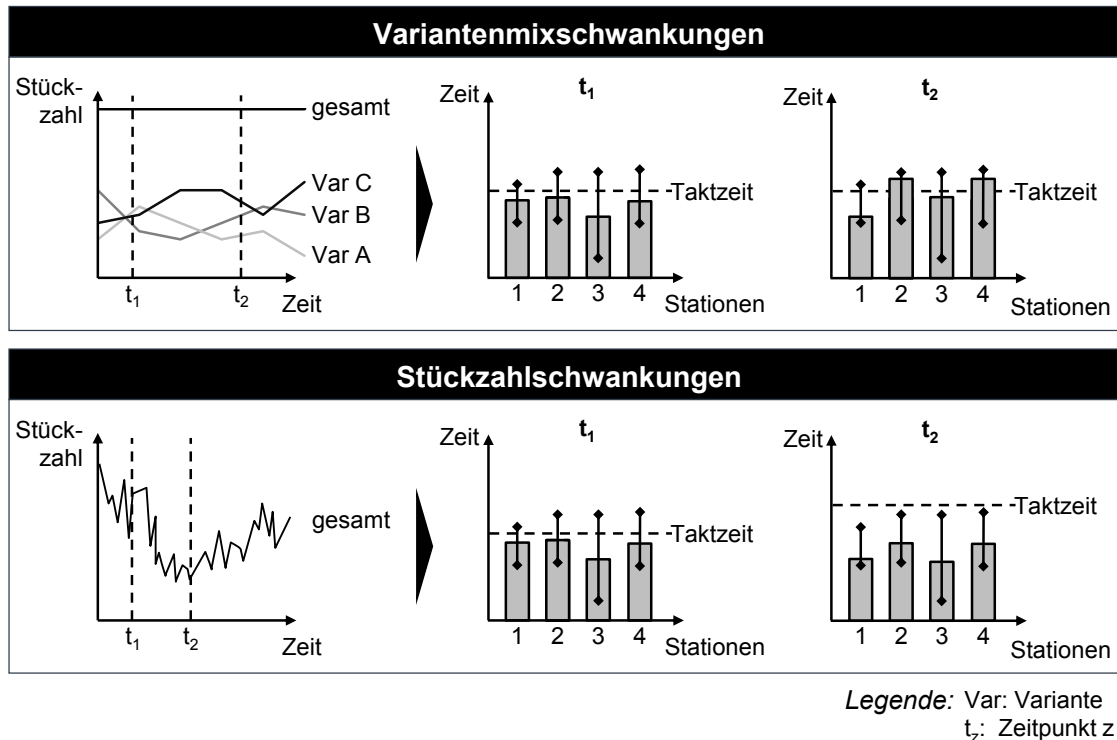 Variantenmixschwankungen
Stück-
zahl
gesamt
Var C
Var B
Var A
t1
t2
Zeit
Zeit
t1
Taktzeit
1 2 3 4
Stationen
Zeit
t2
Taktzeit
1 2 3 4
Stationen
Stückzahlschwankungen
Stück-
zahl
gesamt
t1
t2
Zeit
Zeit
t1
Taktzeit
1 2 3 4
Stationen
Zeit
t2
Taktzeit
1 2 3 4
Stationen
Legende: Var: Variante
tz: Zeitpunkt z